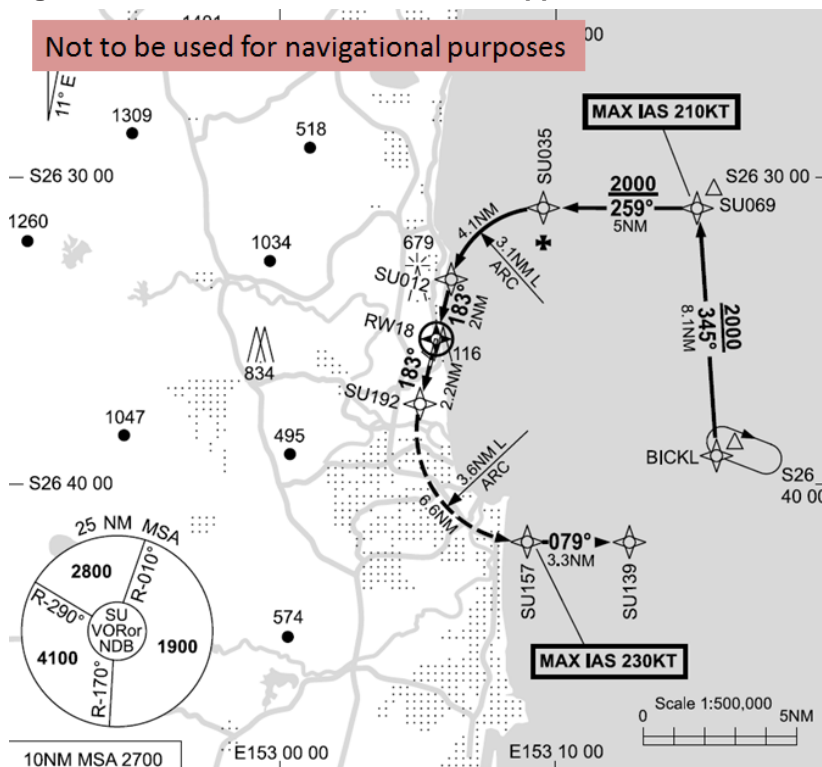 1401
00
Not to be used for navigational purposes
11° E
1309
518
MAX IAS 210KT
SU035
S26 30 00
S26 30 00
2000
259°
5NM
SU069
1260
4.1NM
1034
679
3.1NM L
ARC
SU012
183°
2NM
2000
345°
8.1NM
RW18
116
183°
2.2NM
834
SU192
1047
495
BICKL
3.6NM L
ARC
S26 40 00
S26
40 00
6.6NM
25 NM MSA
079°
3.3NM
2800
R-010°
R-290°
SU
VORor
NDB
1900
4100
R-170°
SU157
SU139
574
MAX IAS 230KT
Scale 1:500,000
0
5NM
10NM MSA 2700
E153 00 00
E153 10 00